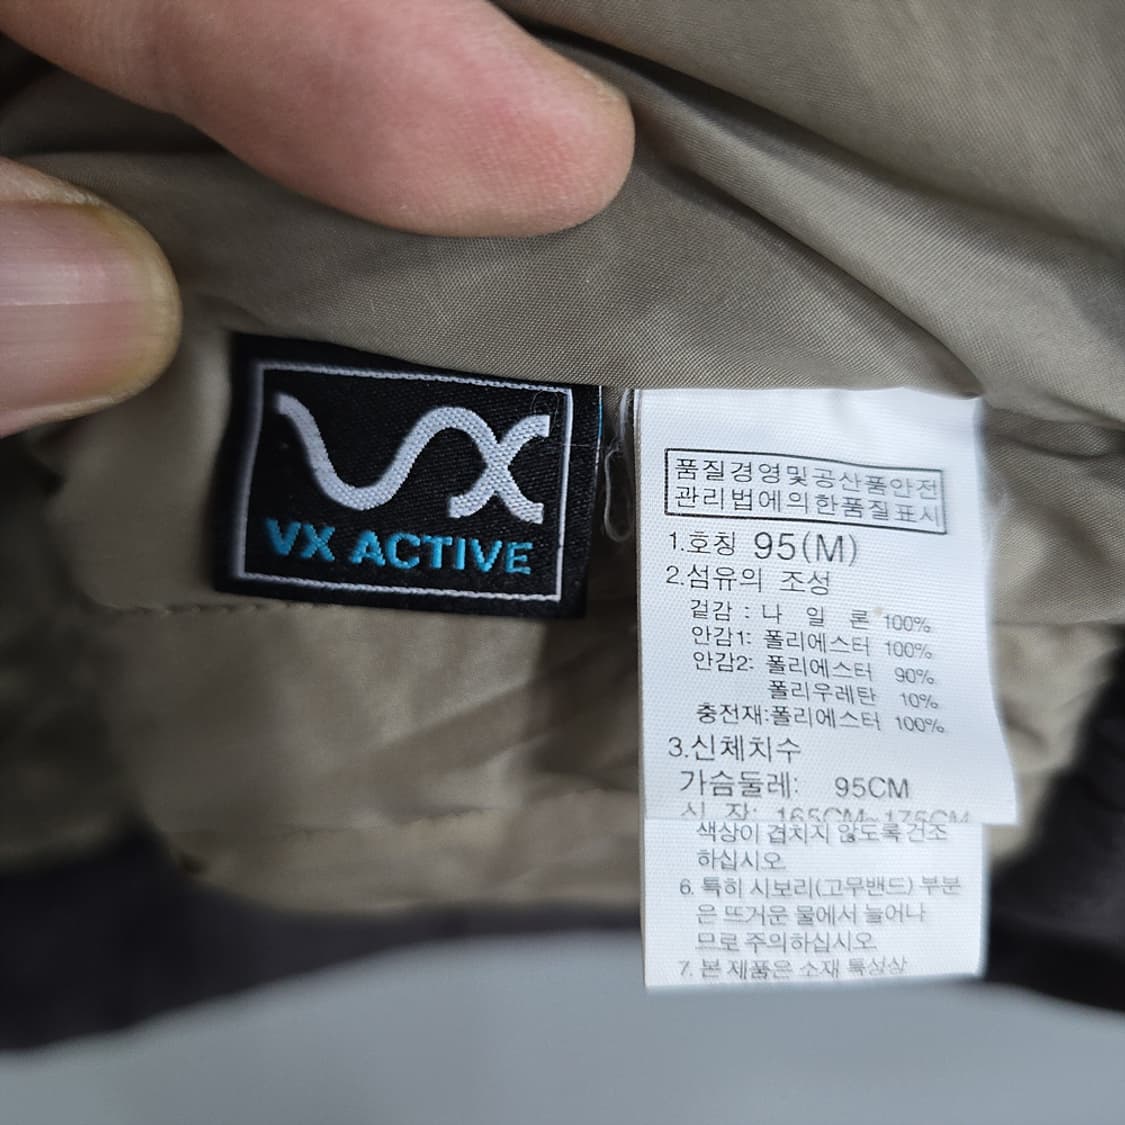 VX
VX ACTIVE
품질경영및공산품안전
관리법에의한품질표시
1.호칭 95(M)
2.섬유의 조성
겉감 : 나 일 론 100%
안감1: 폴리에스터 100%
안감2: 폴리에스터 90%
폴리우레탄 10%
충전재:폴리에스터 100%
3.신체치수
가슴둘레: 95CM
신 장: 165CM~175CM
색상이 겹치지 않도록 건조
하십시오.
6. 특히 시보리(고무밴드) 부분
은 뜨거운 물에서 늘어나
므로 주의하십시오
7. 본 제품은 소재 특성상